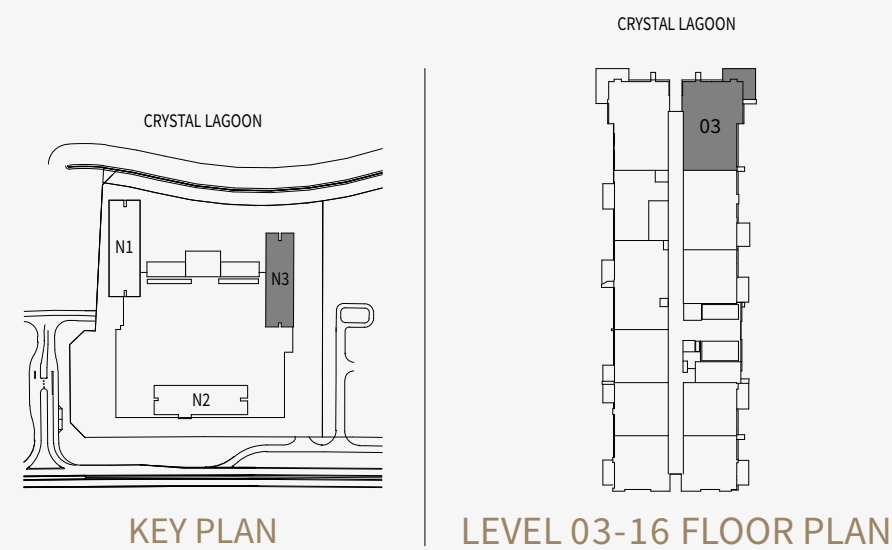 CRYSTAL LAGOON
N1
N3
N2
KEY PLAN
CRYSTAL LAGOON
03
LEVEL 03-16 FLOOR PLAN